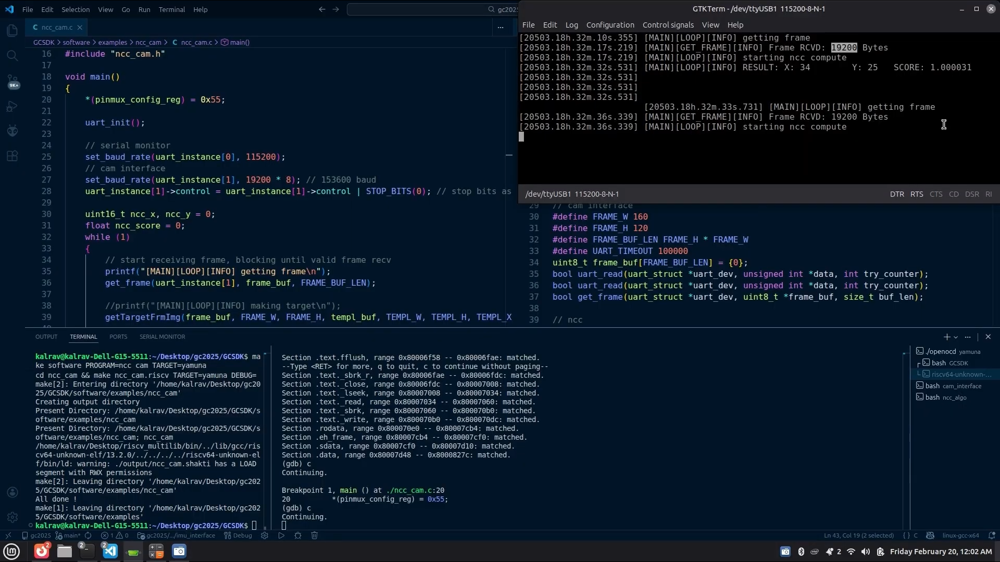 File Edit Selection View Go Run Terminal Help
gc2025
ncc_cam.c
GCSDK > software > examples > ncc_cam > ncc_cam.c > main()
16 #include "ncc_cam.h"
17
18 void main()
19 {
20 *(pinmux_config_reg) = 0x55;
21
22 uart_init();
23
24 // serial monitor
25 set_baud_rate(uart_instance[0], 115200);
26 // cam interface
27 set_baud_rate(uart_instance[1], 19200 * 8); // 153600 baud
28 uart_instance[1]->control = uart_instance[1]->control | STOP_BITS(0); // stop bits as
29
30 uint16_t ncc_x, ncc_y = 0;
31 float ncc_score = 0;
32 while (1)
33 {
34 // start receiving frame, blocking until valid frame recv
35 printf("[MAIN][LOOP][INFO] getting frame\n");
36 get_frame(uart_instance[1], frame_buf, FRAME_BUF_LEN);
37
38 //printf("[MAIN][LOOP][INFO] making target\n");
39 getTargetFrmImg(frame_buf, FRAME_W, FRAME_H, templ_buf, TEMPL_W, TEMPL_H, TEMPL_X
GTKTerm - /dev/ttyUSB1 115200-8-N-1
File Edit Log Configuration Control signals View Help
[20503.18h.32m.10s.355] [MAIN][LOOP][INFO] getting frame
[20503.18h.32m.17s.219] [MAIN][GET_FRAME][INFO] Frame RCVD: 19200 Bytes
[20503.18h.32m.17s.219] [MAIN][LOOP][INFO] starting ncc compute
[20503.18h.32m.32s.531] [MAIN][LOOP][INFO] RESULT: X: 34 Y: 25 SCORE: 1.000031
[20503.18h.32m.32s.531]
[20503.18h.32m.32s.531]
[20503.18h.32m.32s.531]
[20503.18h.32m.33s.731] [MAIN][LOOP][INFO] getting frame
[20503.18h.32m.36s.339] [MAIN][GET_FRAME][INFO] Frame RCVD: 19200 Bytes
[20503.18h.32m.36s.339] [MAIN][LOOP][INFO] starting ncc compute
/dev/ttyUSB1 115200-8-N-1 DTR RTS CTS CD DSR RI
29 // cam interface
30 #define FRAME_W 160
31 #define FRAME_H 120
32 #define FRAME_BUF_LEN FRAME_H * FRAME_W
33 #define UART_TIMEOUT 100000
34 uint8_t frame_buf[FRAME_BUF_LEN] = {0};
35 bool uart_read(uart_struct *uart_dev, unsigned int *data, int try_counter);
36 bool uart_read(uart_struct *uart_dev, unsigned int *data, int try_counter);
37 bool get_frame(uart_struct *uart_dev, uint8_t *frame_buf, size_t buf_len);
38
39 // ncc
OUTPUT TERMINAL PORTS SERIAL MONITOR
kalrav@kalrav-Dell-G15-5511:~/Desktop/gc2025/GCSDK$ ma
ke software PROGRAM=ncc_cam TARGET=yamuna
cd ncc_cam && make ncc_cam.riscv TARGET=yamuna DEBUG=
make[2]: Entering directory '/home/kalrav/Desktop/gc20
25/GCSDK/software/examples/ncc_cam'
Creating output directory
Present Directory: /home/kalrav/Desktop/gc2025/GCSDK/s
oftware/examples/ncc_cam
Present Directory: /home/kalrav/Desktop/gc2025/GCSDK/s
oftware/examples/ncc_cam; ncc_cam
/home/kalrav/Desktop/riscv_multilib/bin/../lib/gcc/ris
cv64-unknown-elf/13.2.0/../../../../riscv64-unknown-el
f/bin/ld: warning: ./output/ncc_cam.shakti has a LOAD
segment with RWX permissions
make[2]: Leaving directory '/home/kalrav/Desktop/gc202
5/GCSDK/software/examples/ncc_cam'
All done !
make[1]: Leaving directory '/home/kalrav/Desktop/gc202
5/GCSDK/software/examples'
kalrav@kalrav-Dell-G15-5511:~/Desktop/gc2025/GCSDK$
Section .text.fflush, range 0x80006f58 -- 0x80006fae: matched.
--Type <RET> for more, q to quit, c to continue without paging--
Section .text._sbrk_r, range 0x80006fae -- 0x80006fdc: matched.
Section .text._close, range 0x80006fdc -- 0x80007008: matched.
Section .text._lseek, range 0x80007008 -- 0x80007034: matched.
Section .text._read, range 0x80007034 -- 0x80007060: matched.
Section .text._sbrk, range 0x80007060 -- 0x800070b0: matched.
Section .text._write, range 0x800070b0 -- 0x800070dc: matched.
Section .rodata, range 0x800070e0 -- 0x80007cb4: matched.
Section .eh_frame, range 0x80007cb4 -- 0x80007cf0: matched.
Section .sdata, range 0x80007cf0 -- 0x80007d10: matched.
Section .data, range 0x80007d48 -- 0x8000827c: matched.
(gdb) c
Continuing.
Breakpoint 1, main () at ./ncc_cam.c:20
20 *(pinmux_config_reg) = 0x55;
(gdb) c
Continuing.
./openocd yamuna
bash GCSDK
riscv64-unknown-...
bash cam_interface
bash ncc_algo
9K+
gc2025 main* 1 0 gc2025/.../imu_interface Debug
Ln 43, Col 19 (2 selected) {} C linux-gcc-x64
2 2 2
2 Friday February 20, 12:02 AM